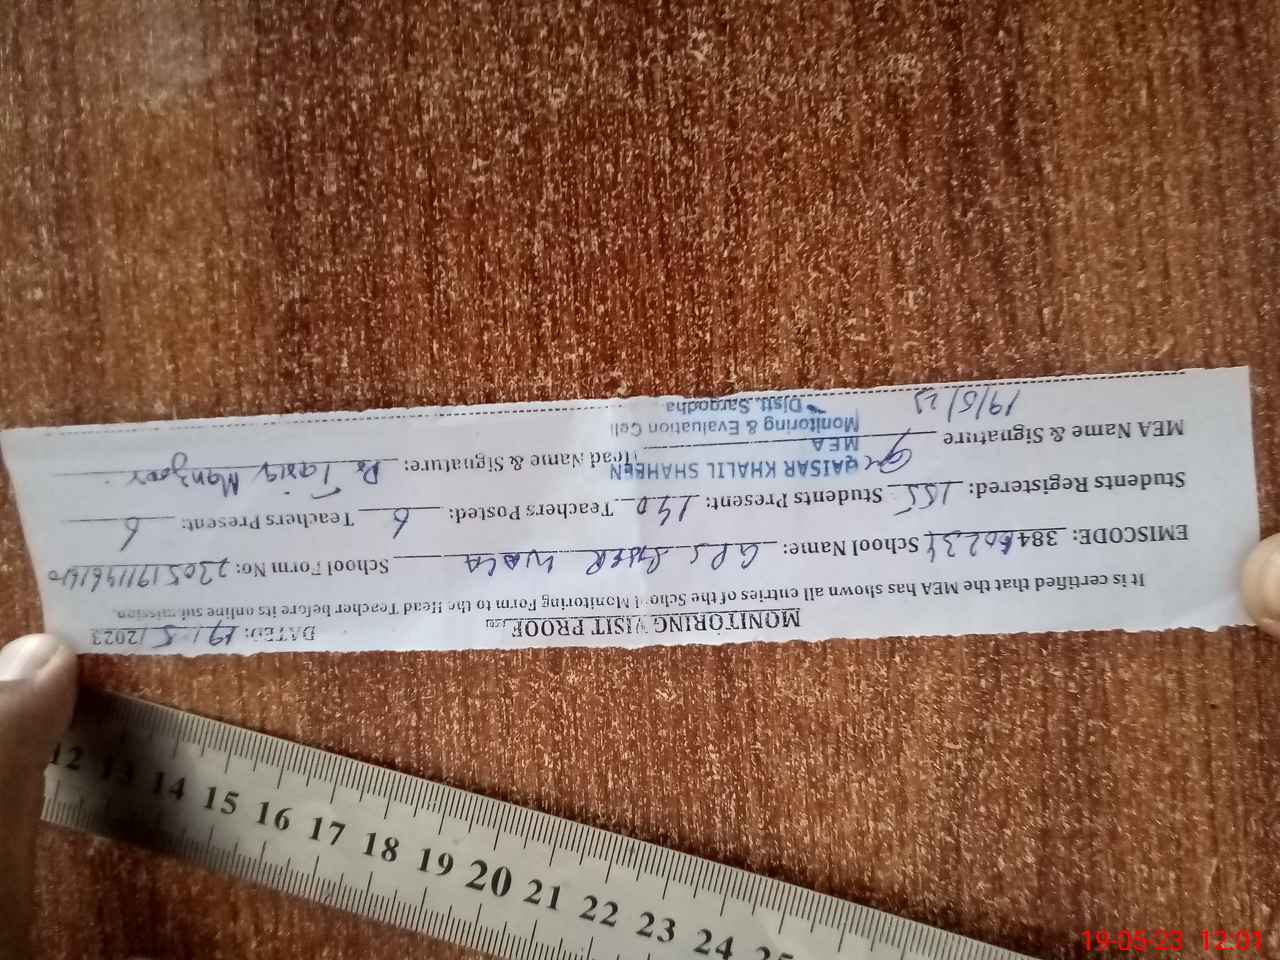 MONITORING VISIT PROOF
DATED: 19/5/2023
It is certified that the MEA has shown all entries of the School Monitoring Form to the Head Teacher before its online submission.
EMISCODE: 384 School Name: GPS WALA School Form No:
Students Registered: 155 Students Present: 140 Teachers Posted: 6 Teachers Present: 6
MEA Name & Signature Head Name & Signature: Tariq Manzoor
QAISAR KHALIL SHAHEEN
MEA
Monitoring & Evaluation Cell
Distt. Sargodha
19/5/23
12 13 14 15 16 17 18 19 20 21 22 23 24 25
19-05-23 12:01